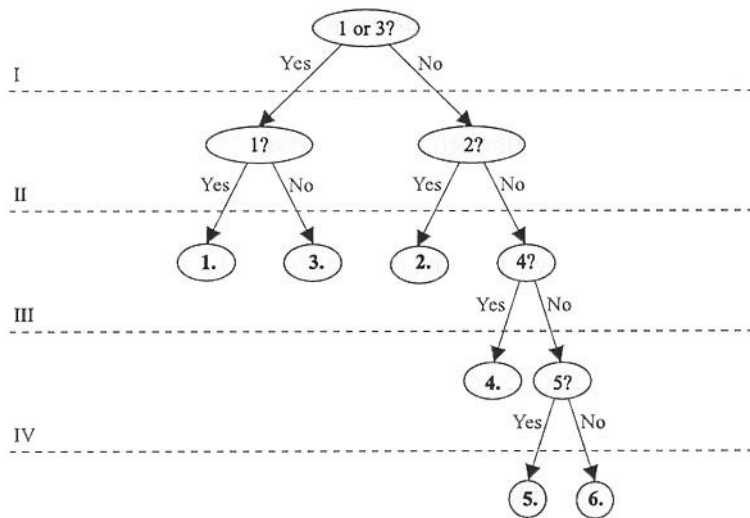 1 or 3?
Yes No
I
1? 2?
Yes No Yes No
II
1. 3. 2. 4?
Yes No
III
4. 5?
Yes No
IV
5. 6.